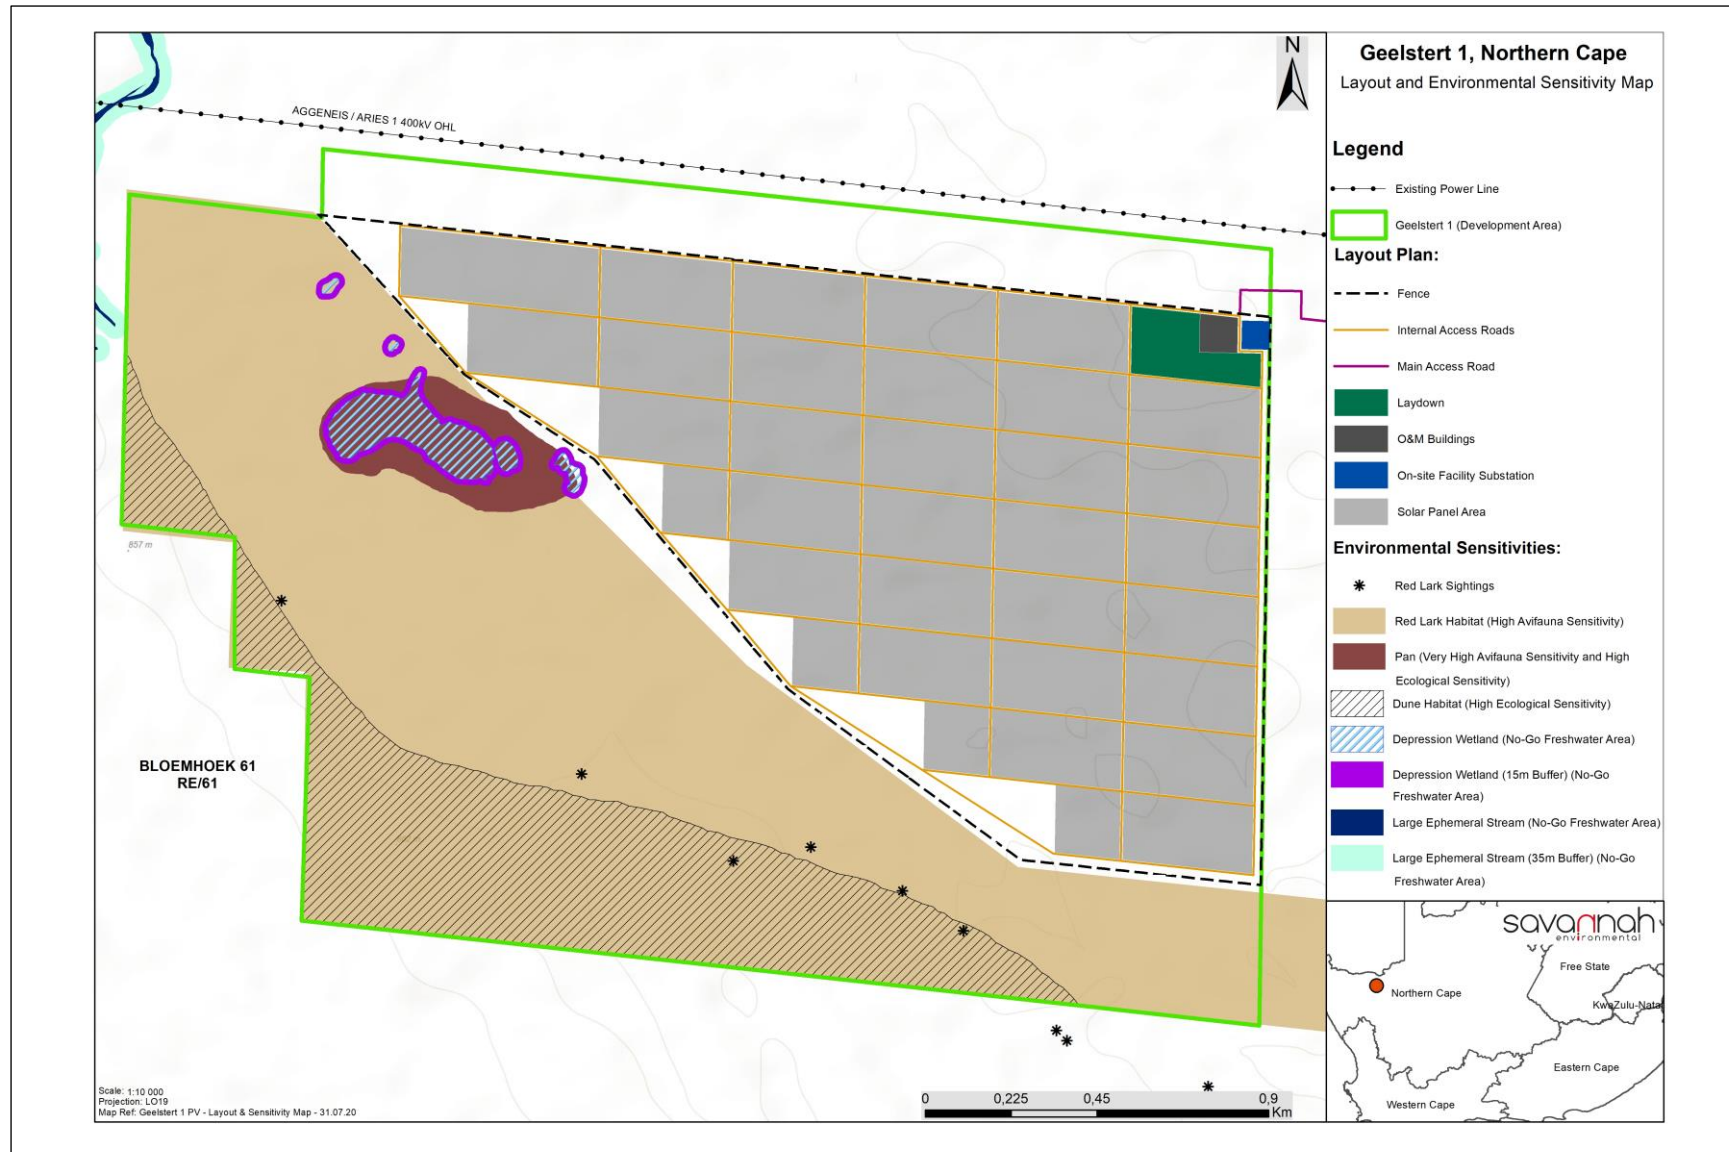 Geelstert 1, Northern Cape
Layout and Environmental Sensitivity Map
N
AGGENEIS / ARIES 1 400kV OHL
857 m
BLOEMHOEK 61
RE/61
Scale: 1:10 000
Projection: LO19
Map Ref: Geelstert 1 PV - Layout & Sensitivity Map - 31.07.20
0 0,225 0,45 0,9
Km
Legend
Existing Power Line
Geelstert 1 (Development Area)
Layout Plan:
Fence
Internal Access Roads
Main Access Road
Laydown
O&M Buildings
On-site Facility Substation
Solar Panel Area
Environmental Sensitivities:
Red Lark Sightings
Red Lark Habitat (High Avifauna Sensitivity)
Pan (Very High Avifauna Sensitivity and High
Ecological Sensitivity)
Dune Habitat (High Ecological Sensitivity)
Depression Wetland (No-Go Freshwater Area)
Depression Wetland (15m Buffer) (No-Go
Freshwater Area)
Large Ephemeral Stream (No-Go Freshwater Area)
Large Ephemeral Stream (35m Buffer) (No-Go
Freshwater Area)
savannah
environmental
Free State
Northern Cape
KwaZulu-Nata
Eastern Cape
Western Cape